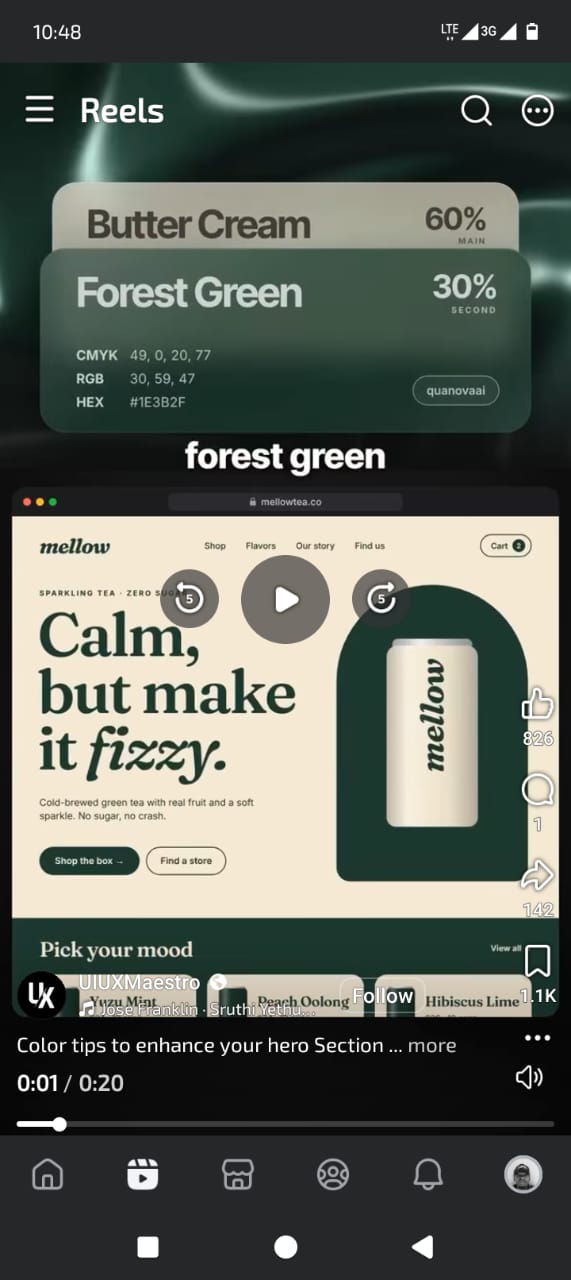 10:48
LTE
3G
Reels
Butter Cream
60%
MAIN
Forest Green
30%
SECOND
CMYK 49, 0, 20, 77
RGB 30, 59, 47
HEX #1E3B2F
quanovaai
forest green
mellowtea.co
mellow
Shop Flavors Our story Find us
Cart 2
SPARKLING TEA · ZERO
5
5
Calm,
but make
it fizzy.
mellow
826
Cold-brewed green tea with real fruit and a soft
sparkle. No sugar, no crash.
1
Shop the box →
Find a store
142
Pick your mood
View all
1.1K
UX
UIUXMaestro
Yuzu Mint
Jose Franklin · Sruthi Yethu...
Peach Oolong
Follow
Hibiscus Lime
Color tips to enhance your hero Section ... more
0:01 / 0:20